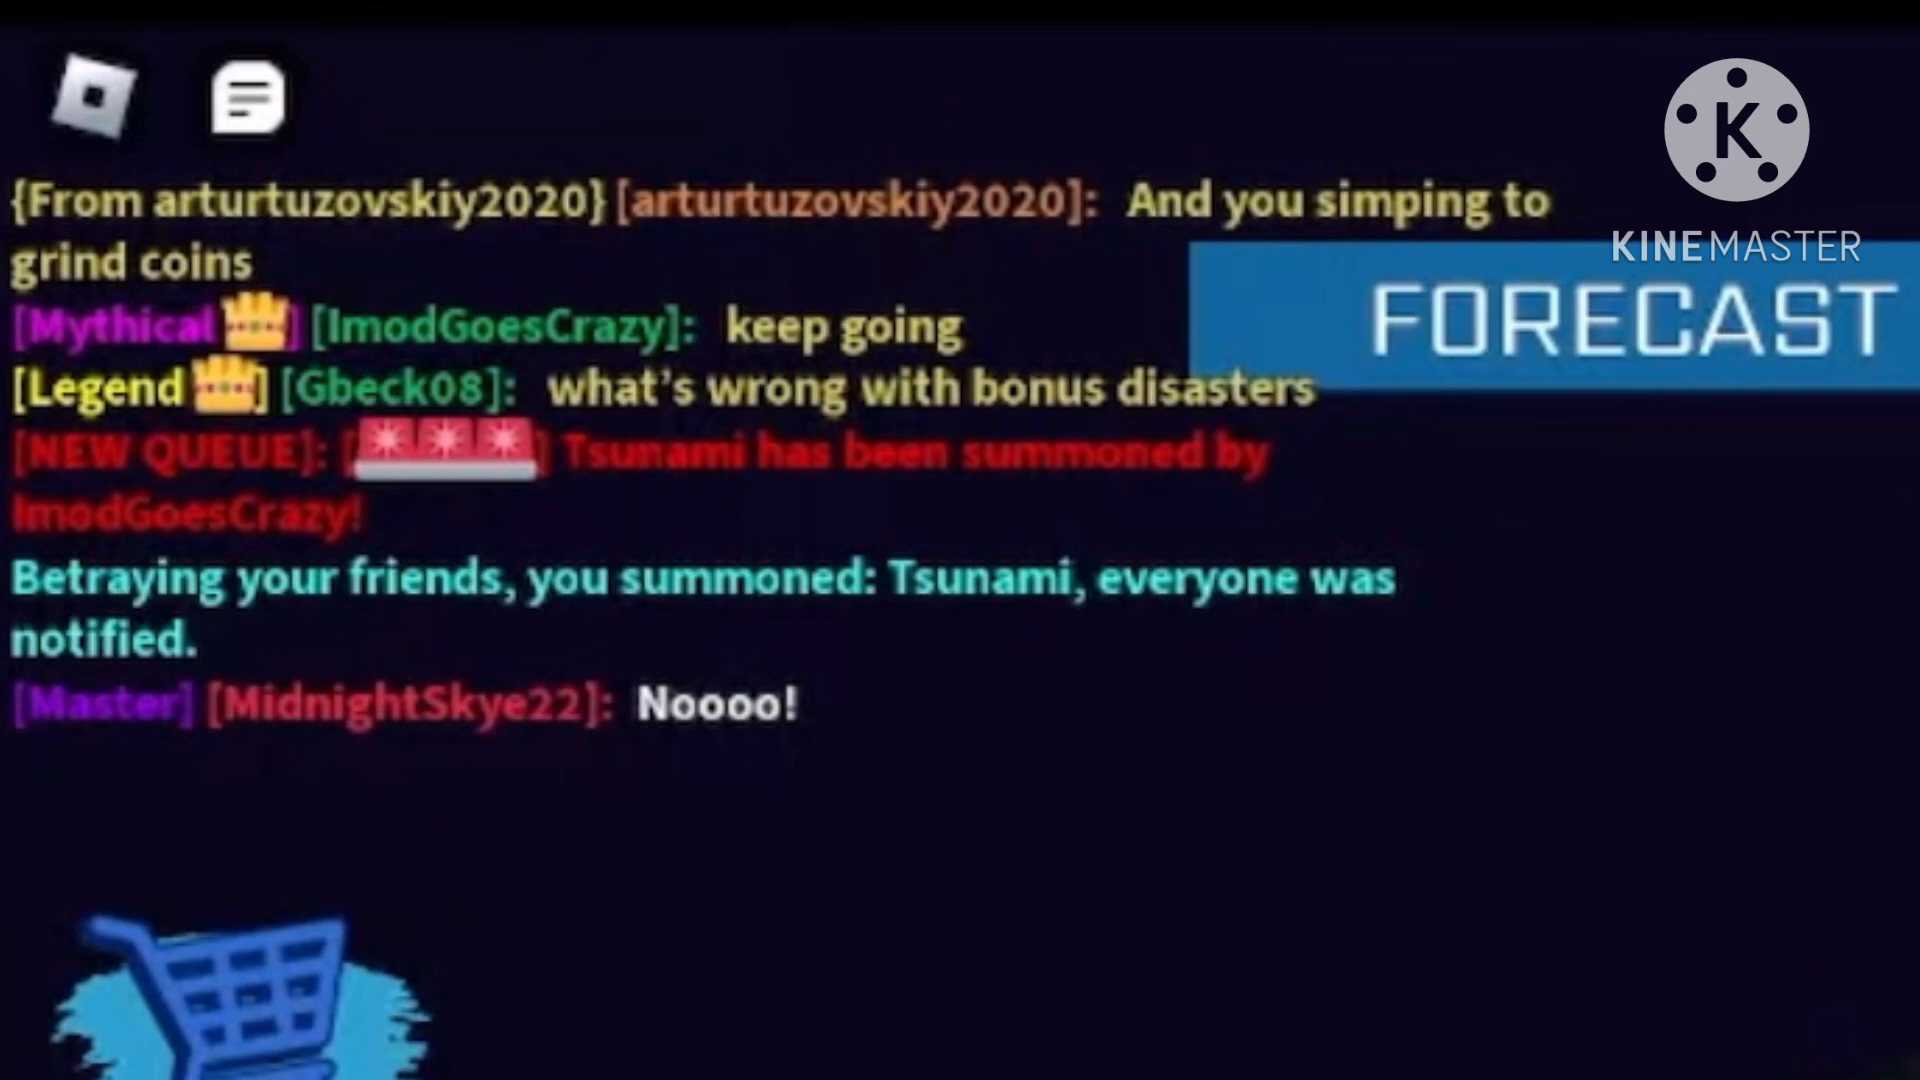 {From arturtuzovskiy2020} [arturtuzovskiy2020]: And you simping to
grind coins
[Mythical 👑] [ImodGoesCrazy]: keep going
[Legend 👑] [Gbeck08]: what's wrong with bonus disasters
[NEW QUEUE]: [🚨🚨🚨] Tsunami has been summoned by
ImodGoesCrazy!
Betraying your friends, you summoned: Tsunami, everyone was
notified.
[Master] [MidnightSkye22]: Noooo!
K
KINEMASTER
FORECAST